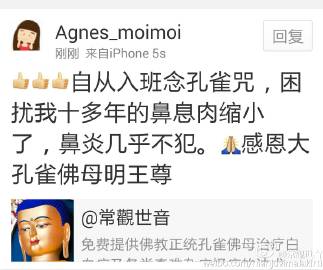 Agnes_moimoi
回复
刚刚 来自iPhone 5s
👍👍👍自从入班念孔雀咒，困
扰我十多年的鼻息肉缩小
了，鼻炎几乎不犯。🙏感恩大
孔雀佛母明王尊
@常觀世音
免费提供佛教正统孔雀佛母治疗白